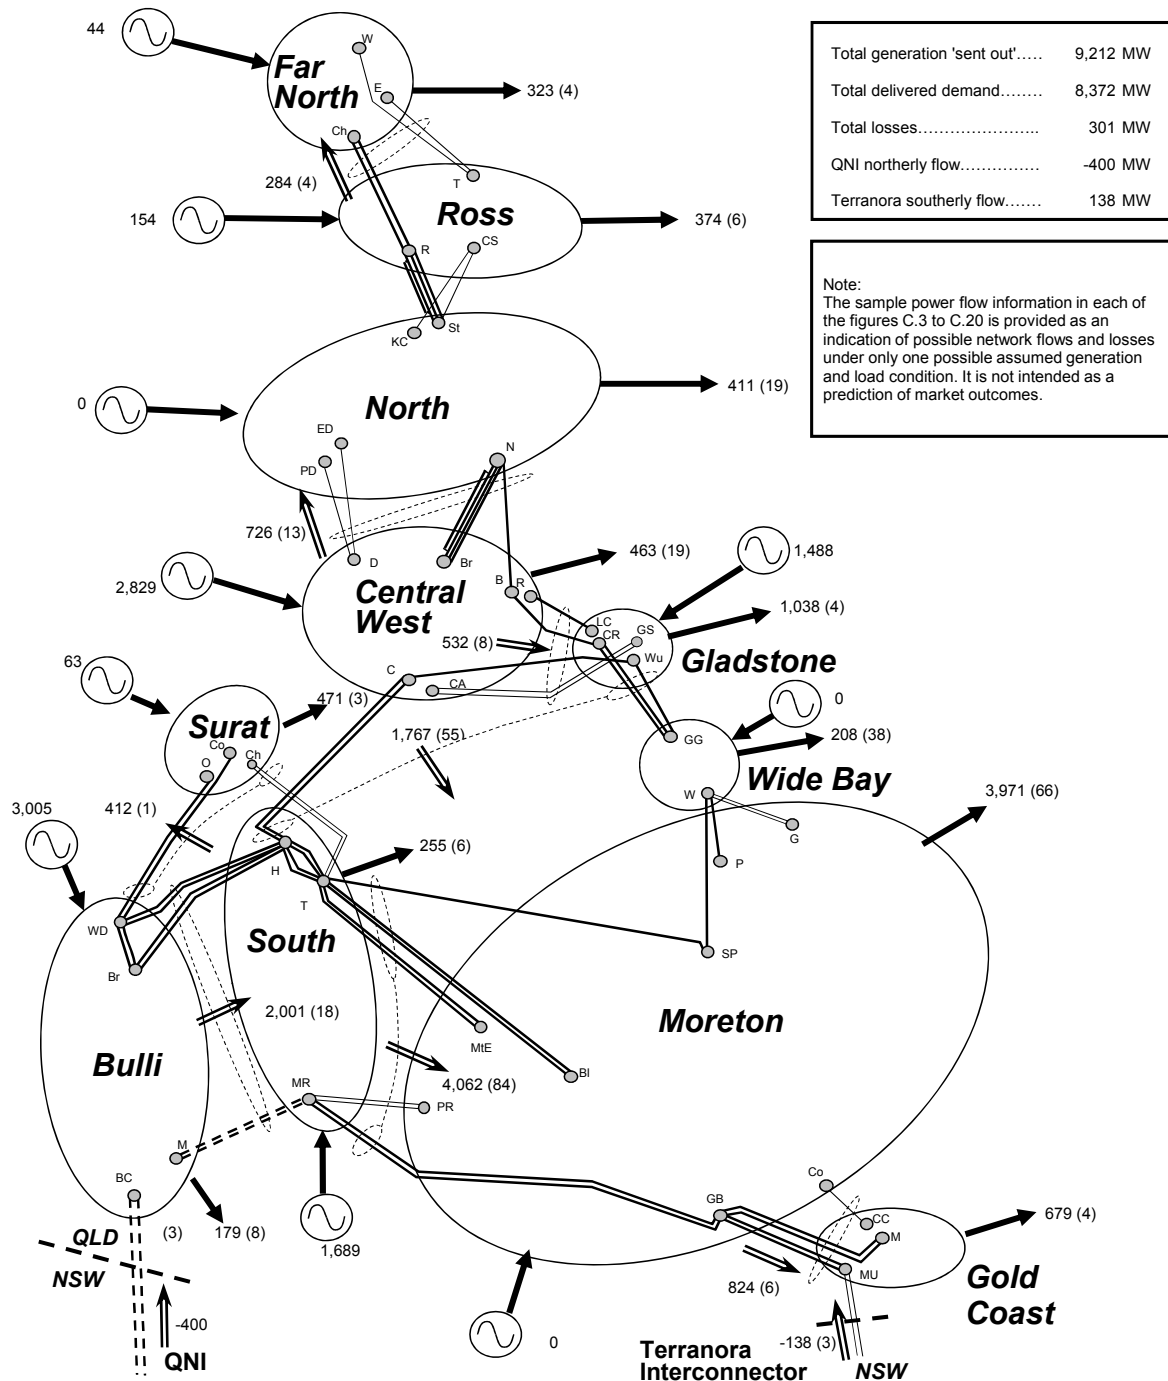 44
W
Far
North
E
323 (4)
Ch
284 (4)
T
154
Ross
374 (6)
CS
R
St
KC
0
North
411 (19)
ED
PD
N
726 (13)
2,829
D
Br
Central
West
B
R
463 (19)
1,488
1,038 (4)
LC
CR
GS
Wu
532 (8)
Gladstone
C
CA
63
Surat
471 (3)
Co
Ch
O
1,767 (55)
0
GG
208 (38)
Wide Bay
W
G
P
3,971 (66)
3,005
412 (1)
255 (6)
H
T
WD
Br
South
SP
2,001 (18)
Moreton
MtE
Bl
Bulli
4,062 (84)
MR
PR
M
BC
(3)
179 (8)
QLD
NSW
-400
QNI
1,689
0
Co
GB
CC
M
MU
679 (4)
824 (6)
Gold
Coast
-138 (3)
Terranora
Interconnector
NSW
Total generation 'sent out'..... 9,212 MW
Total delivered demand........ 8,372 MW
Total losses..................... 301 MW
QNI northerly flow.............. -400 MW
Terranora southerly flow....... 138 MW
Note:
The sample power flow information in each of
the figures C.3 to C.20 is provided as an
indication of possible network flows and losses
under only one possible assumed generation
and load condition. It is not intended as a
prediction of market outcomes.